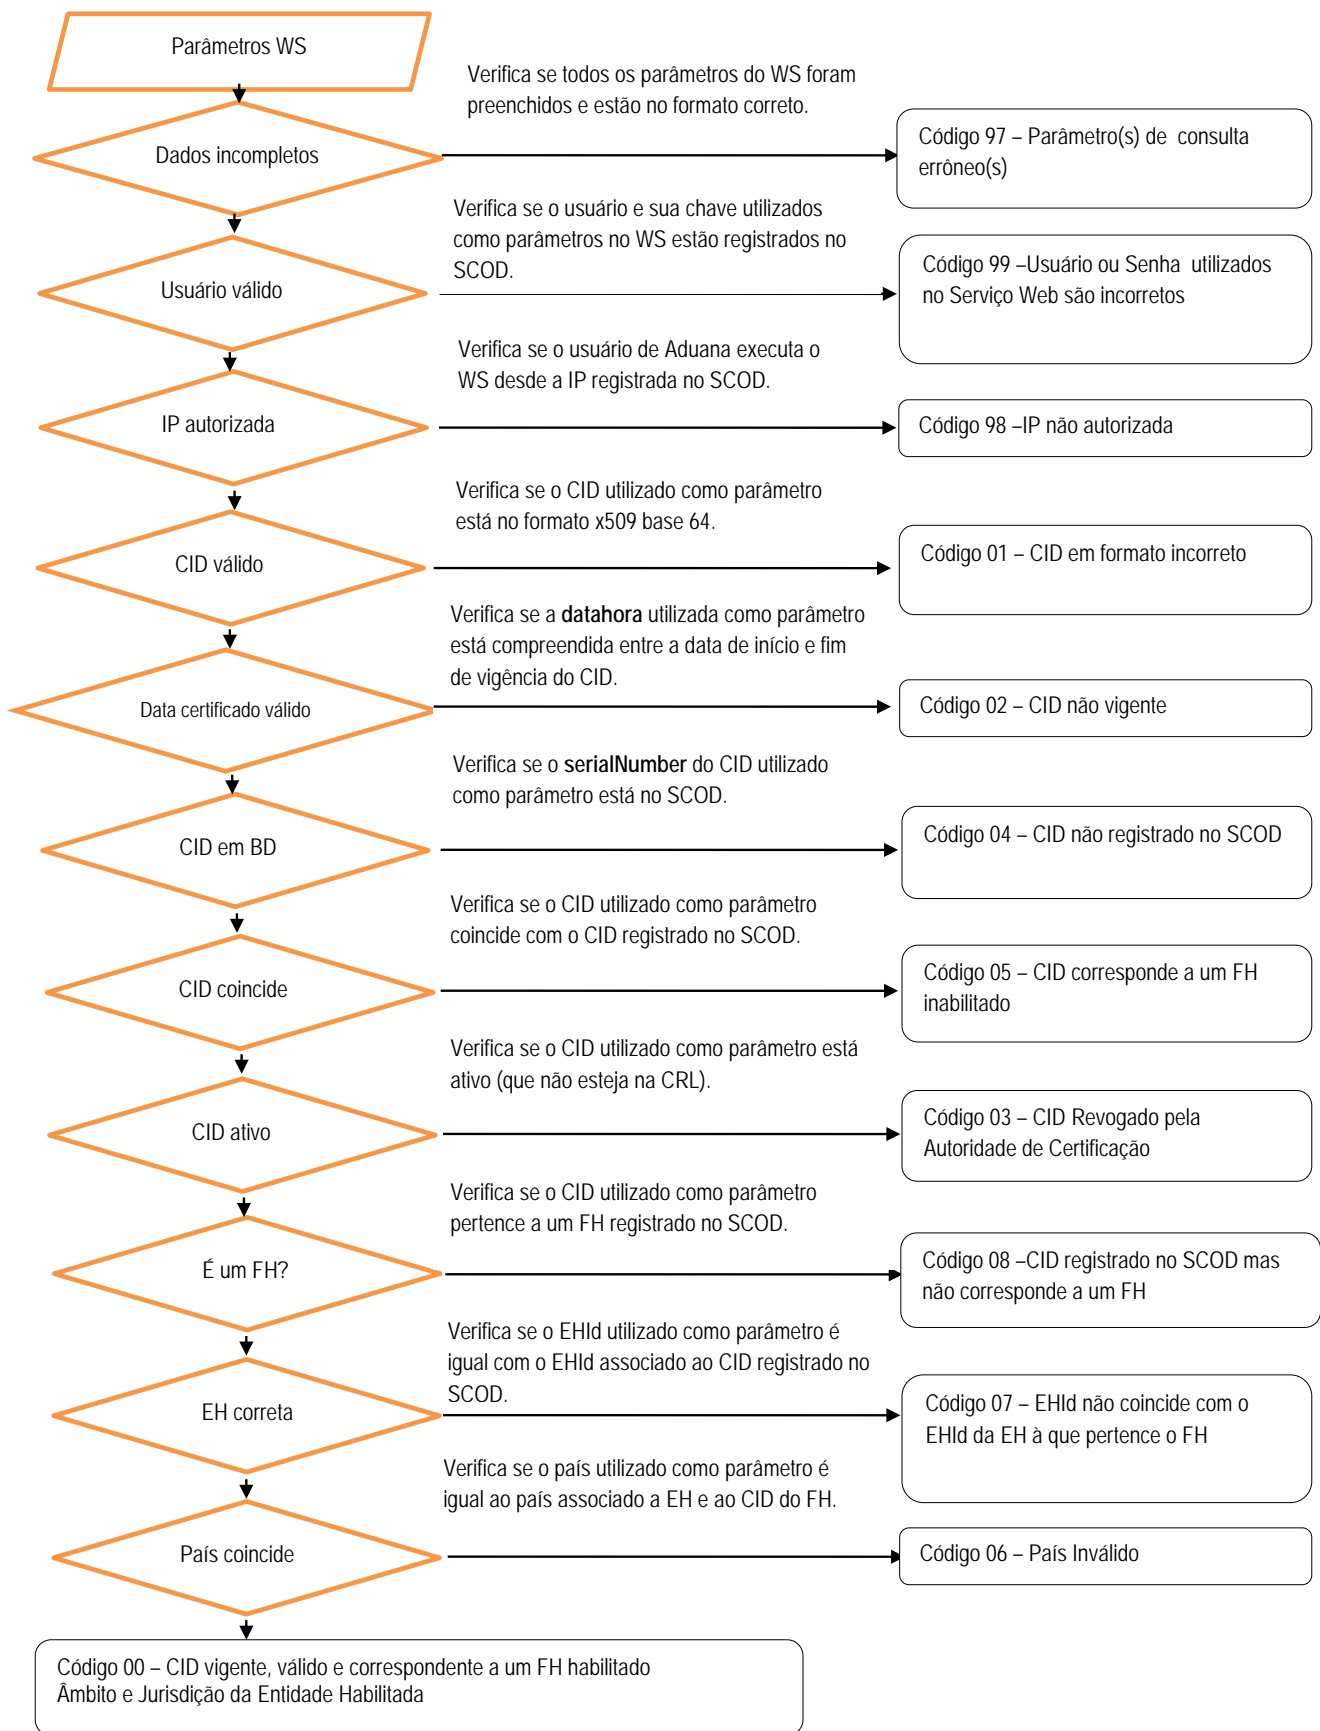 Parâmetros WS
Verifica se todos os parâmetros do WS foram
preenchidos e estão no formato correto.
Dados incompletos
Código 97 – Parâmetro(s) de consulta
errôneo(s)
Verifica se o usuário e sua chave utilizados
como parâmetros no WS estão registrados no
SCOD.
Usuário válido
Código 99 –Usuário ou Senha utilizados
no Serviço Web são incorretos
Verifica se o usuário de Aduana executa o
WS desde a IP registrada no SCOD.
IP autorizada
Código 98 –IP não autorizada
Verifica se o CID utilizado como parâmetro
está no formato x509 base 64.
CID válido
Código 01 – CID em formato incorreto
Verifica se a datahora utilizada como parâmetro
está compreendida entre a data de início e fim
de vigência do CID.
Data certificado válido
Código 02 – CID não vigente
Verifica se o serialNumber do CID utilizado
como parâmetro está no SCOD.
CID em BD
Código 04 – CID não registrado no SCOD
Verifica se o CID utilizado como parâmetro
coincide com o CID registrado no SCOD.
CID coincide
Código 05 – CID corresponde a um FH
inabilitado
Verifica se o CID utilizado como parâmetro está
ativo (que não esteja na CRL).
CID ativo
Código 03 – CID Revogado pela
Autoridade de Certificação
Verifica se o CID utilizado como parâmetro
pertence a um FH registrado no SCOD.
É um FH?
Código 08 –CID registrado no SCOD mas
não corresponde a um FH
Verifica se o EHId utilizado como parâmetro é
igual com o EHId associado ao CID registrado no
SCOD.
EH correta
Código 07 – EHId não coincide com o
EHId da EH à que pertence o FH
Verifica se o país utilizado como parâmetro é
igual ao país associado a EH e ao CID do FH.
País coincide
Código 06 – País Inválido
Código 00 – CID vigente, válido e correspondente a um FH habilitado
Âmbito e Jurisdição da Entidade Habilitada